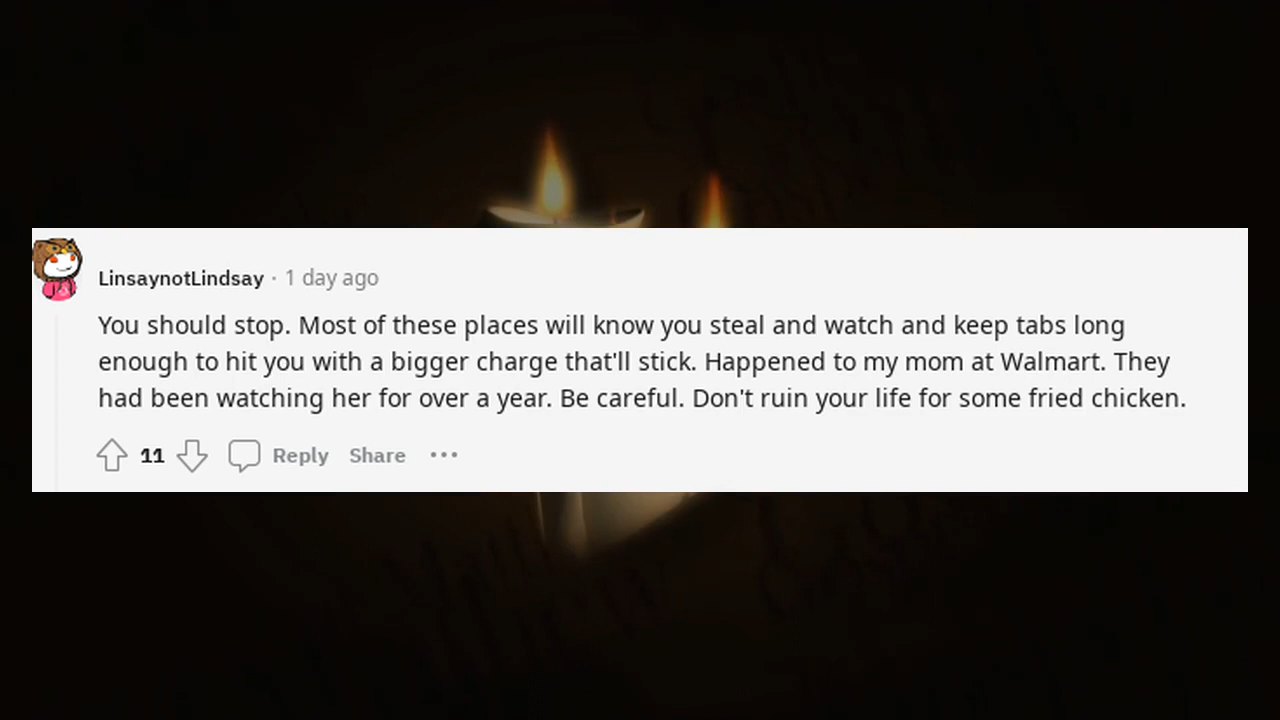 LinsaynotLindsay · 1 day ago
You should stop. Most of these places will know you steal and watch and keep tabs long
enough to hit you with a bigger charge that'll stick. Happened to my mom at Walmart. They
had been watching her for over a year. Be careful. Don't ruin your life for some fried chicken.
11 Reply Share •••